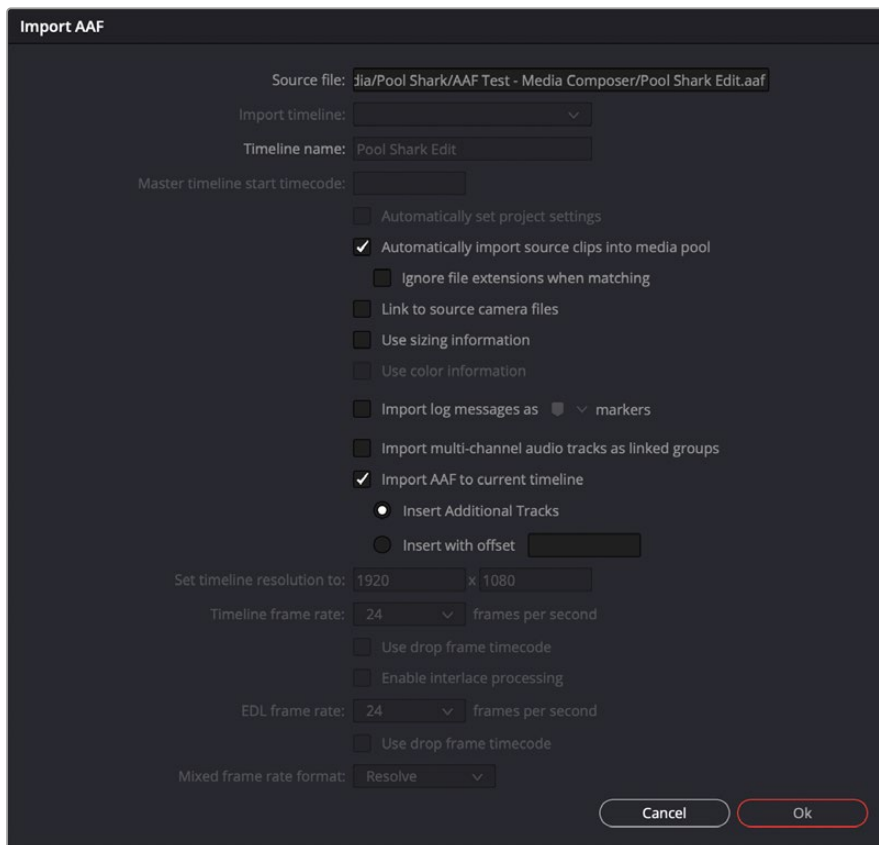 Import AAF
Source file: dia/Pool Shark/AAF Test - Media Composer/Pool Shark Edit.aaf
Import timeline:
Timeline name: Pool Shark Edit
Master timeline start timecode:
Automatically set project settings
Automatically import source clips into media pool
Ignore file extensions when matching
Link to source camera files
Use sizing information
Use color information
Import log messages as markers
Import multi-channel audio tracks as linked groups
Import AAF to current timeline
Insert Additional Tracks
Insert with offset
Set timeline resolution to: 1920 x 1080
Timeline frame rate: 24 frames per second
Use drop frame timecode
Enable interlace processing
EDL frame rate: 24 frames per second
Use drop frame timecode
Mixed frame rate format: Resolve
Cancel Ok